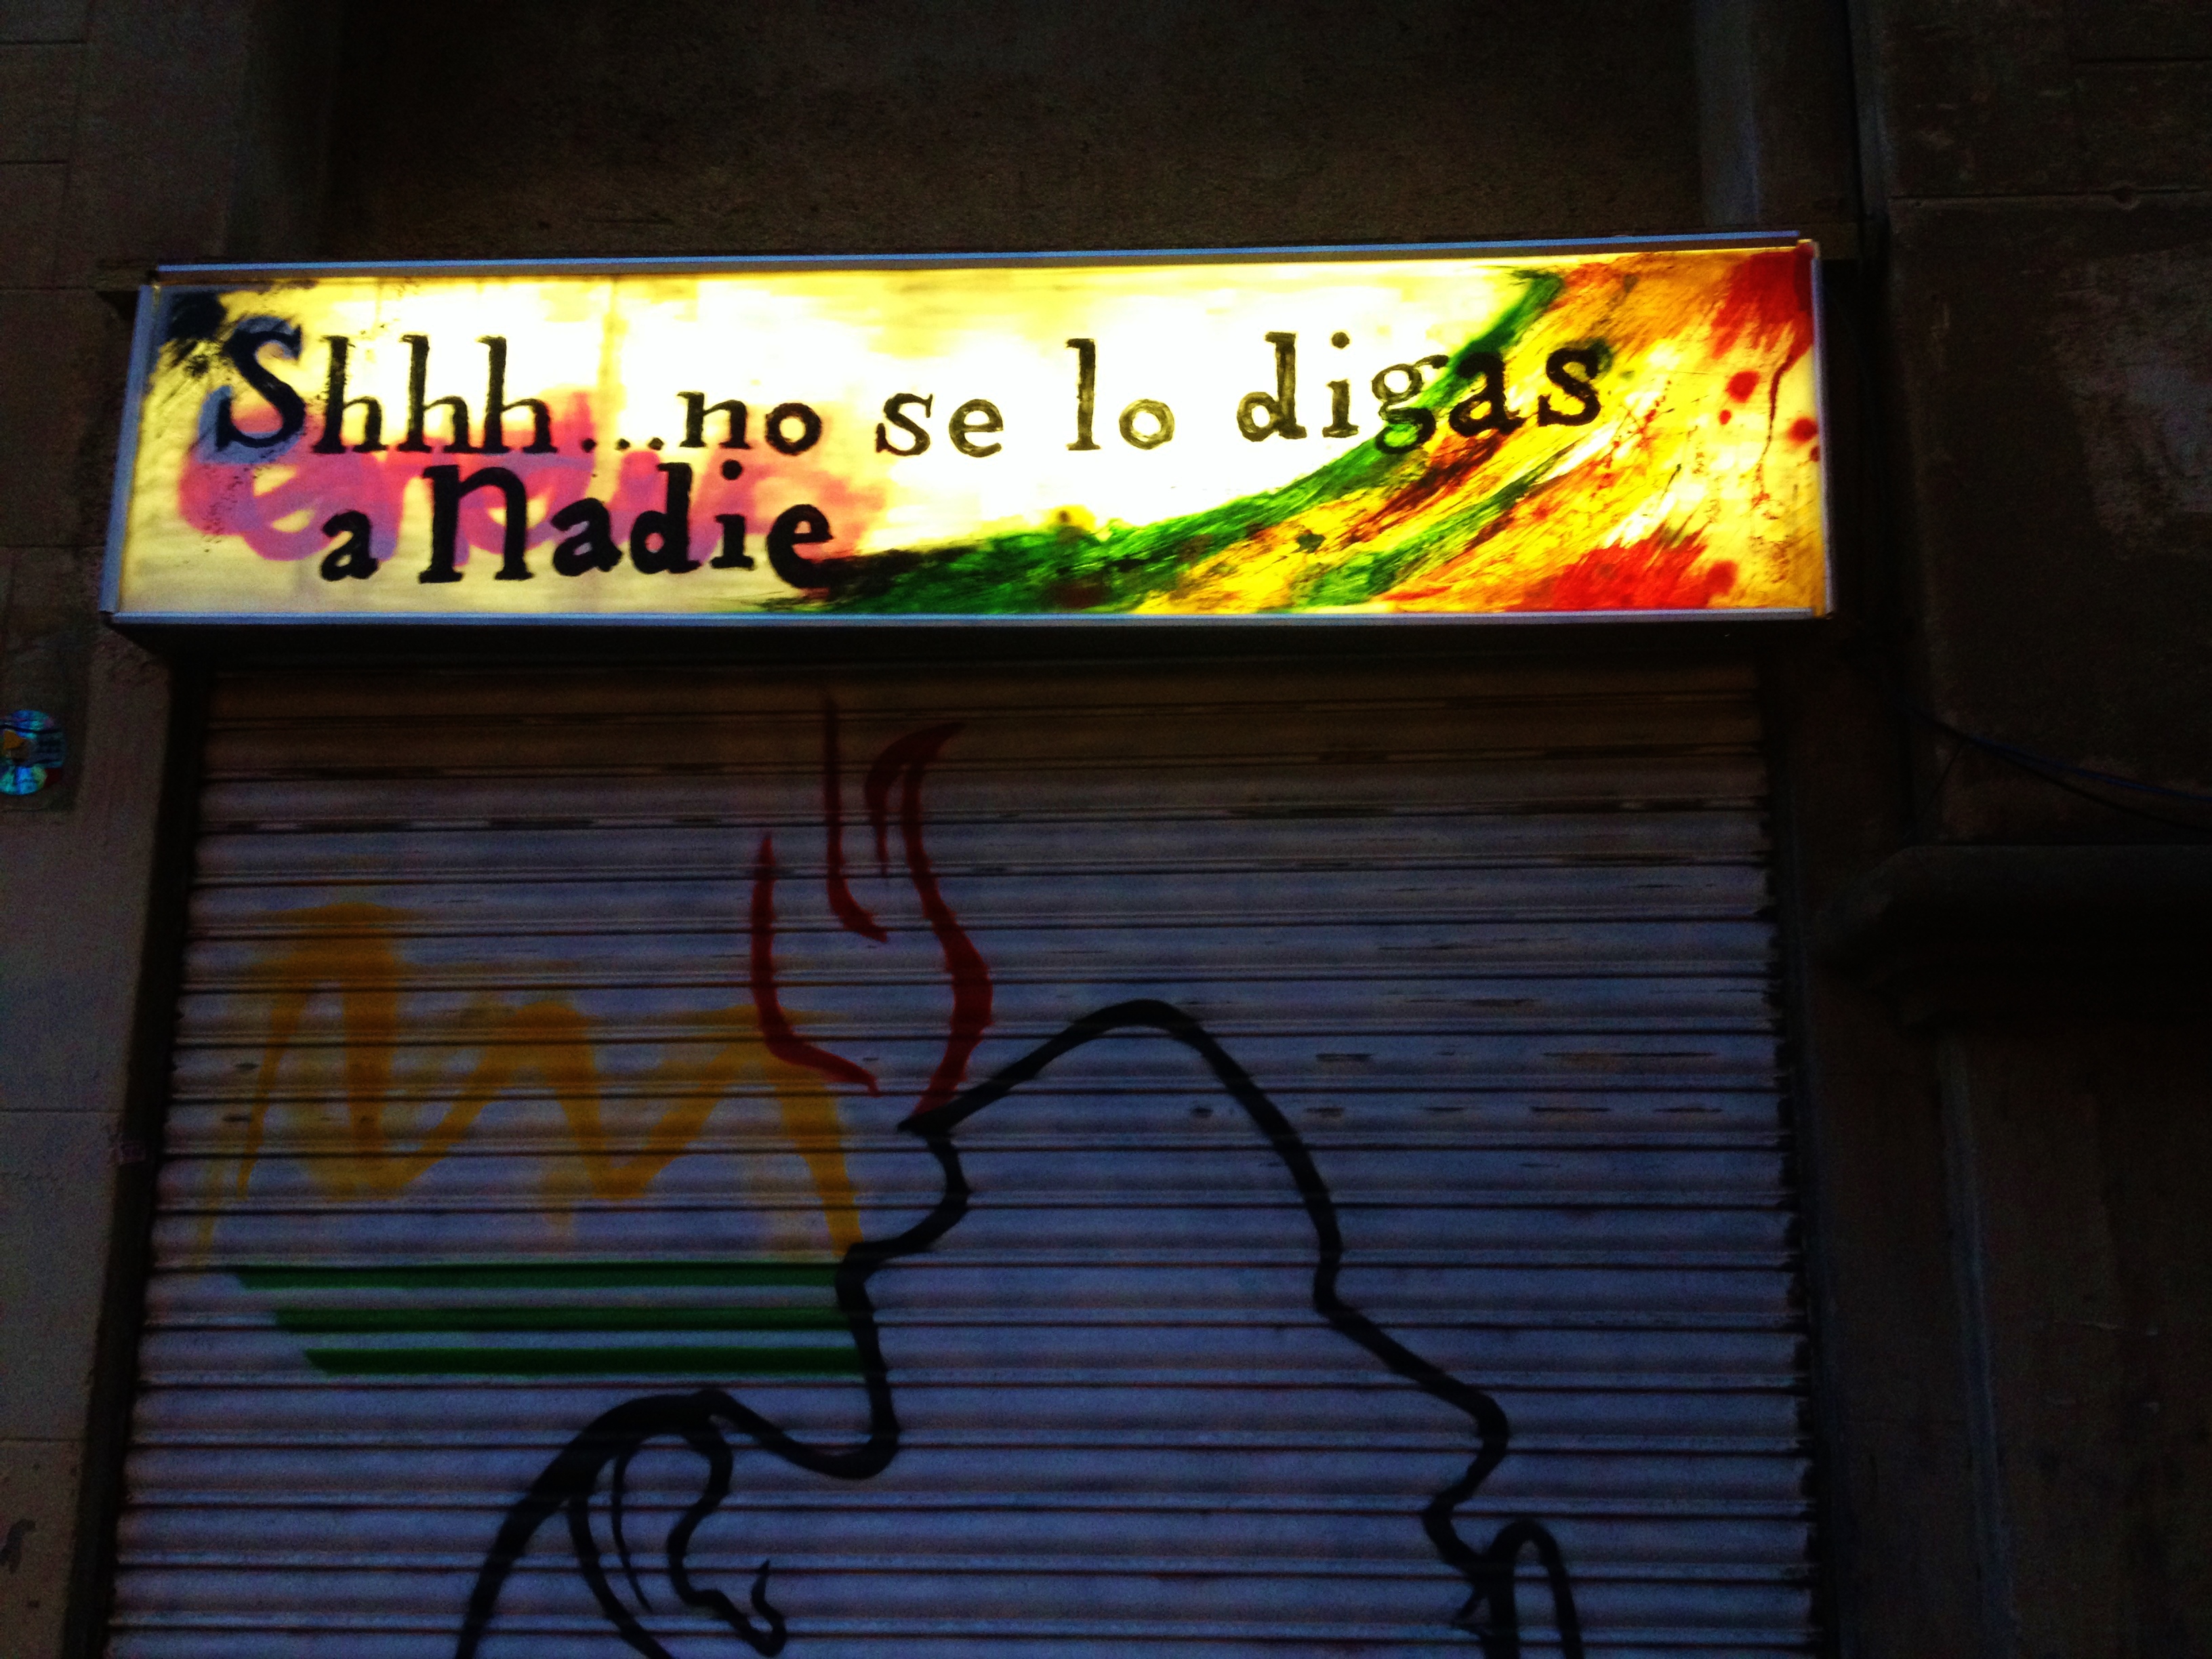 Shhh...no se lo digas
a Nadie